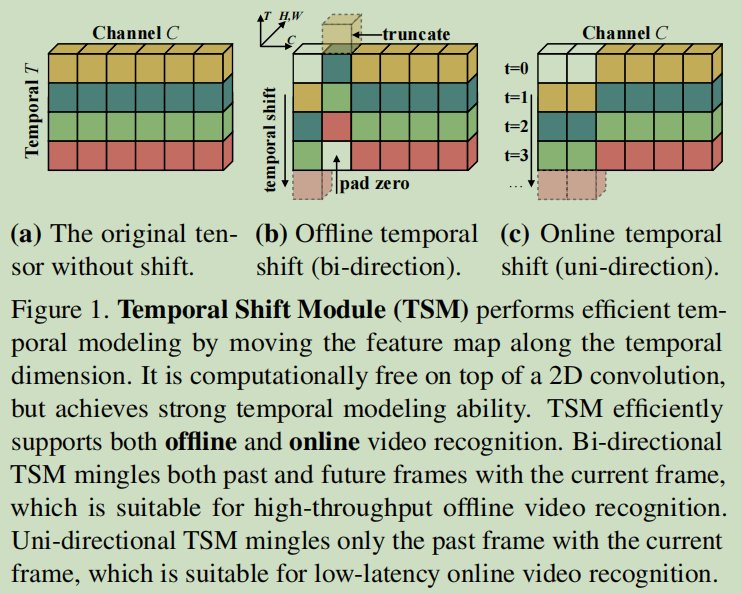 Channel C
Temporal T
T
H,W
C
truncate
temporal shift
pad zero
Channel C
t=0
t=1
t=2
t=3
...
(a) The original ten-
sor without shift.
(b) Offline temporal
shift (bi-direction).
(c) Online temporal
shift (uni-direction).
Figure 1. Temporal Shift Module (TSM) performs efficient tem-
poral modeling by moving the feature map along the temporal
dimension. It is computationally free on top of a 2D convolution,
but achieves strong temporal modeling ability. TSM efficiently
supports both offline and online video recognition. Bi-directional
TSM mingles both past and future frames with the current frame,
which is suitable for high-throughput offline video recognition.
Uni-directional TSM mingles only the past frame with the current
frame, which is suitable for low-latency online video recognition.